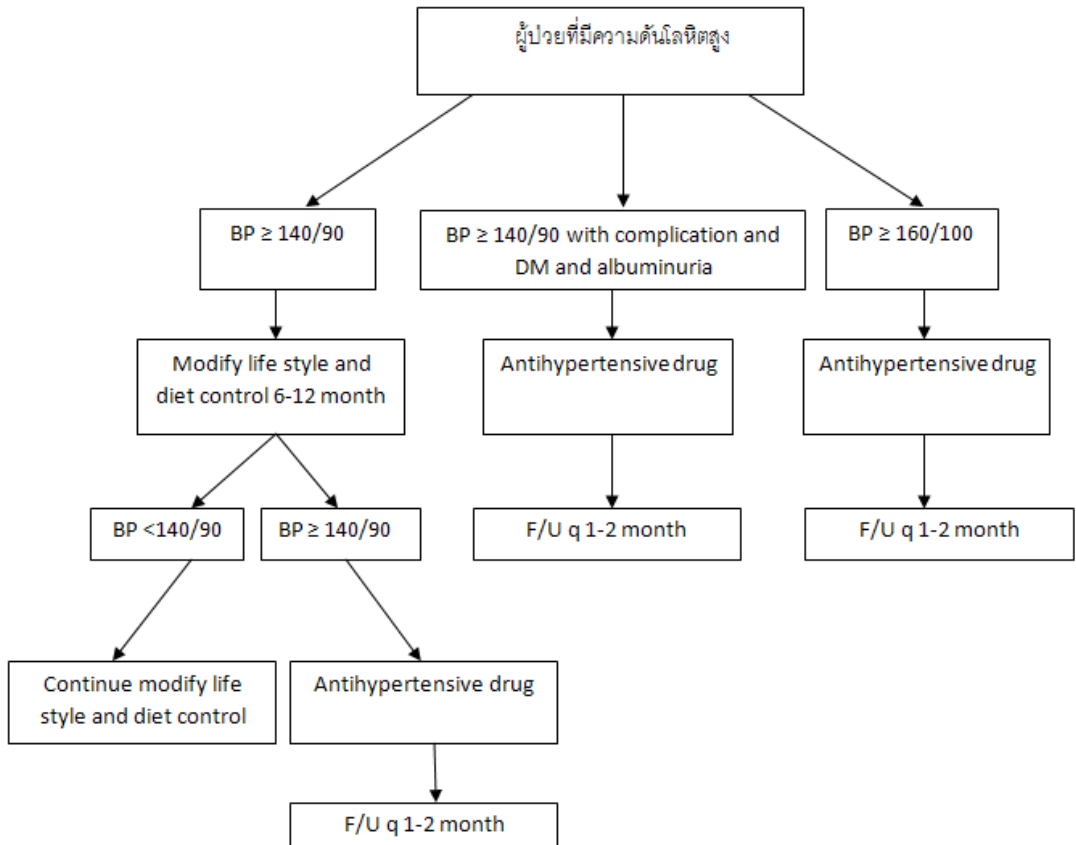 ผู้ป่วยที่มีความดันโลหิตสูง
BP ≥ 140/90
BP ≥ 140/90 with complication and
DM and albuminuria
BP ≥ 160/100
Modify life style and
diet control 6-12 month
Antihypertensive drug
Antihypertensive drug
BP <140/90
BP ≥ 140/90
F/U q 1-2 month
F/U q 1-2 month
Continue modify life
style and diet control
Antihypertensive drug
F/U q 1-2 month